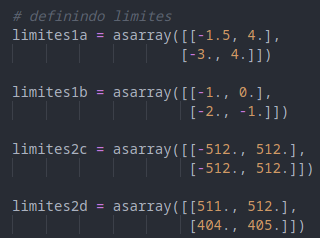 # definindo limites
limites1a = asarray([[-1.5, 4.],
[-3., 4.]])
limites1b = asarray([[-1., 0.],
[-2., -1.]])
limites2c = asarray([[-512., 512.],
[-512., 512.]])
limites2d = asarray([[511., 512.],
[404., 405.]])